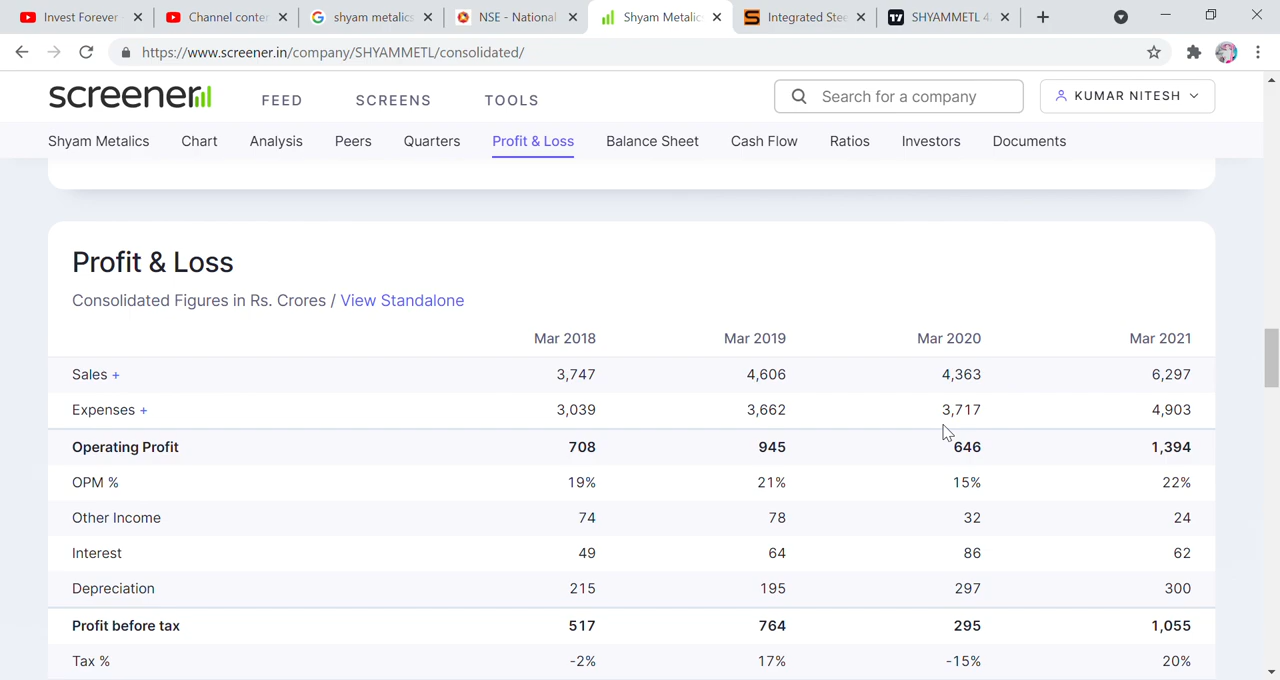 Invest Forever
Channel conter
shyam metalics
NSE - National
Shyam Metalic
Integrated Stee
SHYAMMETL 4
https://www.screener.in/company/SHYAMMETL/consolidated/
screener
FEED
SCREENS
TOOLS
Search for a company
KUMAR NITESH
Shyam Metalics
Chart
Analysis
Peers
Quarters
Profit & Loss
Balance Sheet
Cash Flow
Ratios
Investors
Documents
Profit & Loss
Consolidated Figures in Rs. Crores / View Standalone
Mar 2018 Mar 2019 Mar 2020 Mar 2021
Sales + 3,747 4,606 4,363 6,297
Expenses + 3,039 3,662 3,717 4,903
Operating Profit 708 945 646 1,394
OPM % 19% 21% 15% 22%
Other Income 74 78 32 24
Interest 49 64 86 62
Depreciation 215 195 297 300
Profit before tax 517 764 295 1,055
Tax % -2% 17% -15% 20%